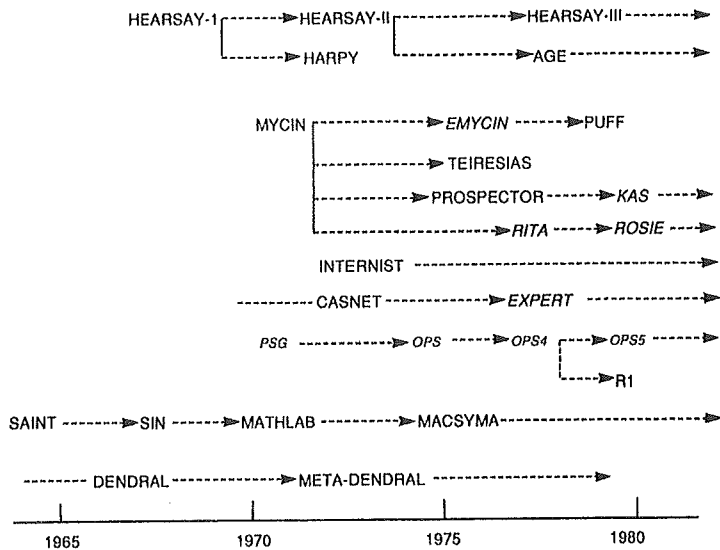 HEARSAY-1 HEARSAY-II HEARSAY-III
HARPY AGE
MYCIN EMYCIN PUFF
TEIRESIAS
PROSPECTOR KAS
RITA ROSIE
INTERNIST
CASNET EXPERT
PSG OPS OPS4 OPS5
R1
SAINT SIN MATHLAB MACSYMA
DENDRAL META-DENDRAL
1965 1970 1975 1980